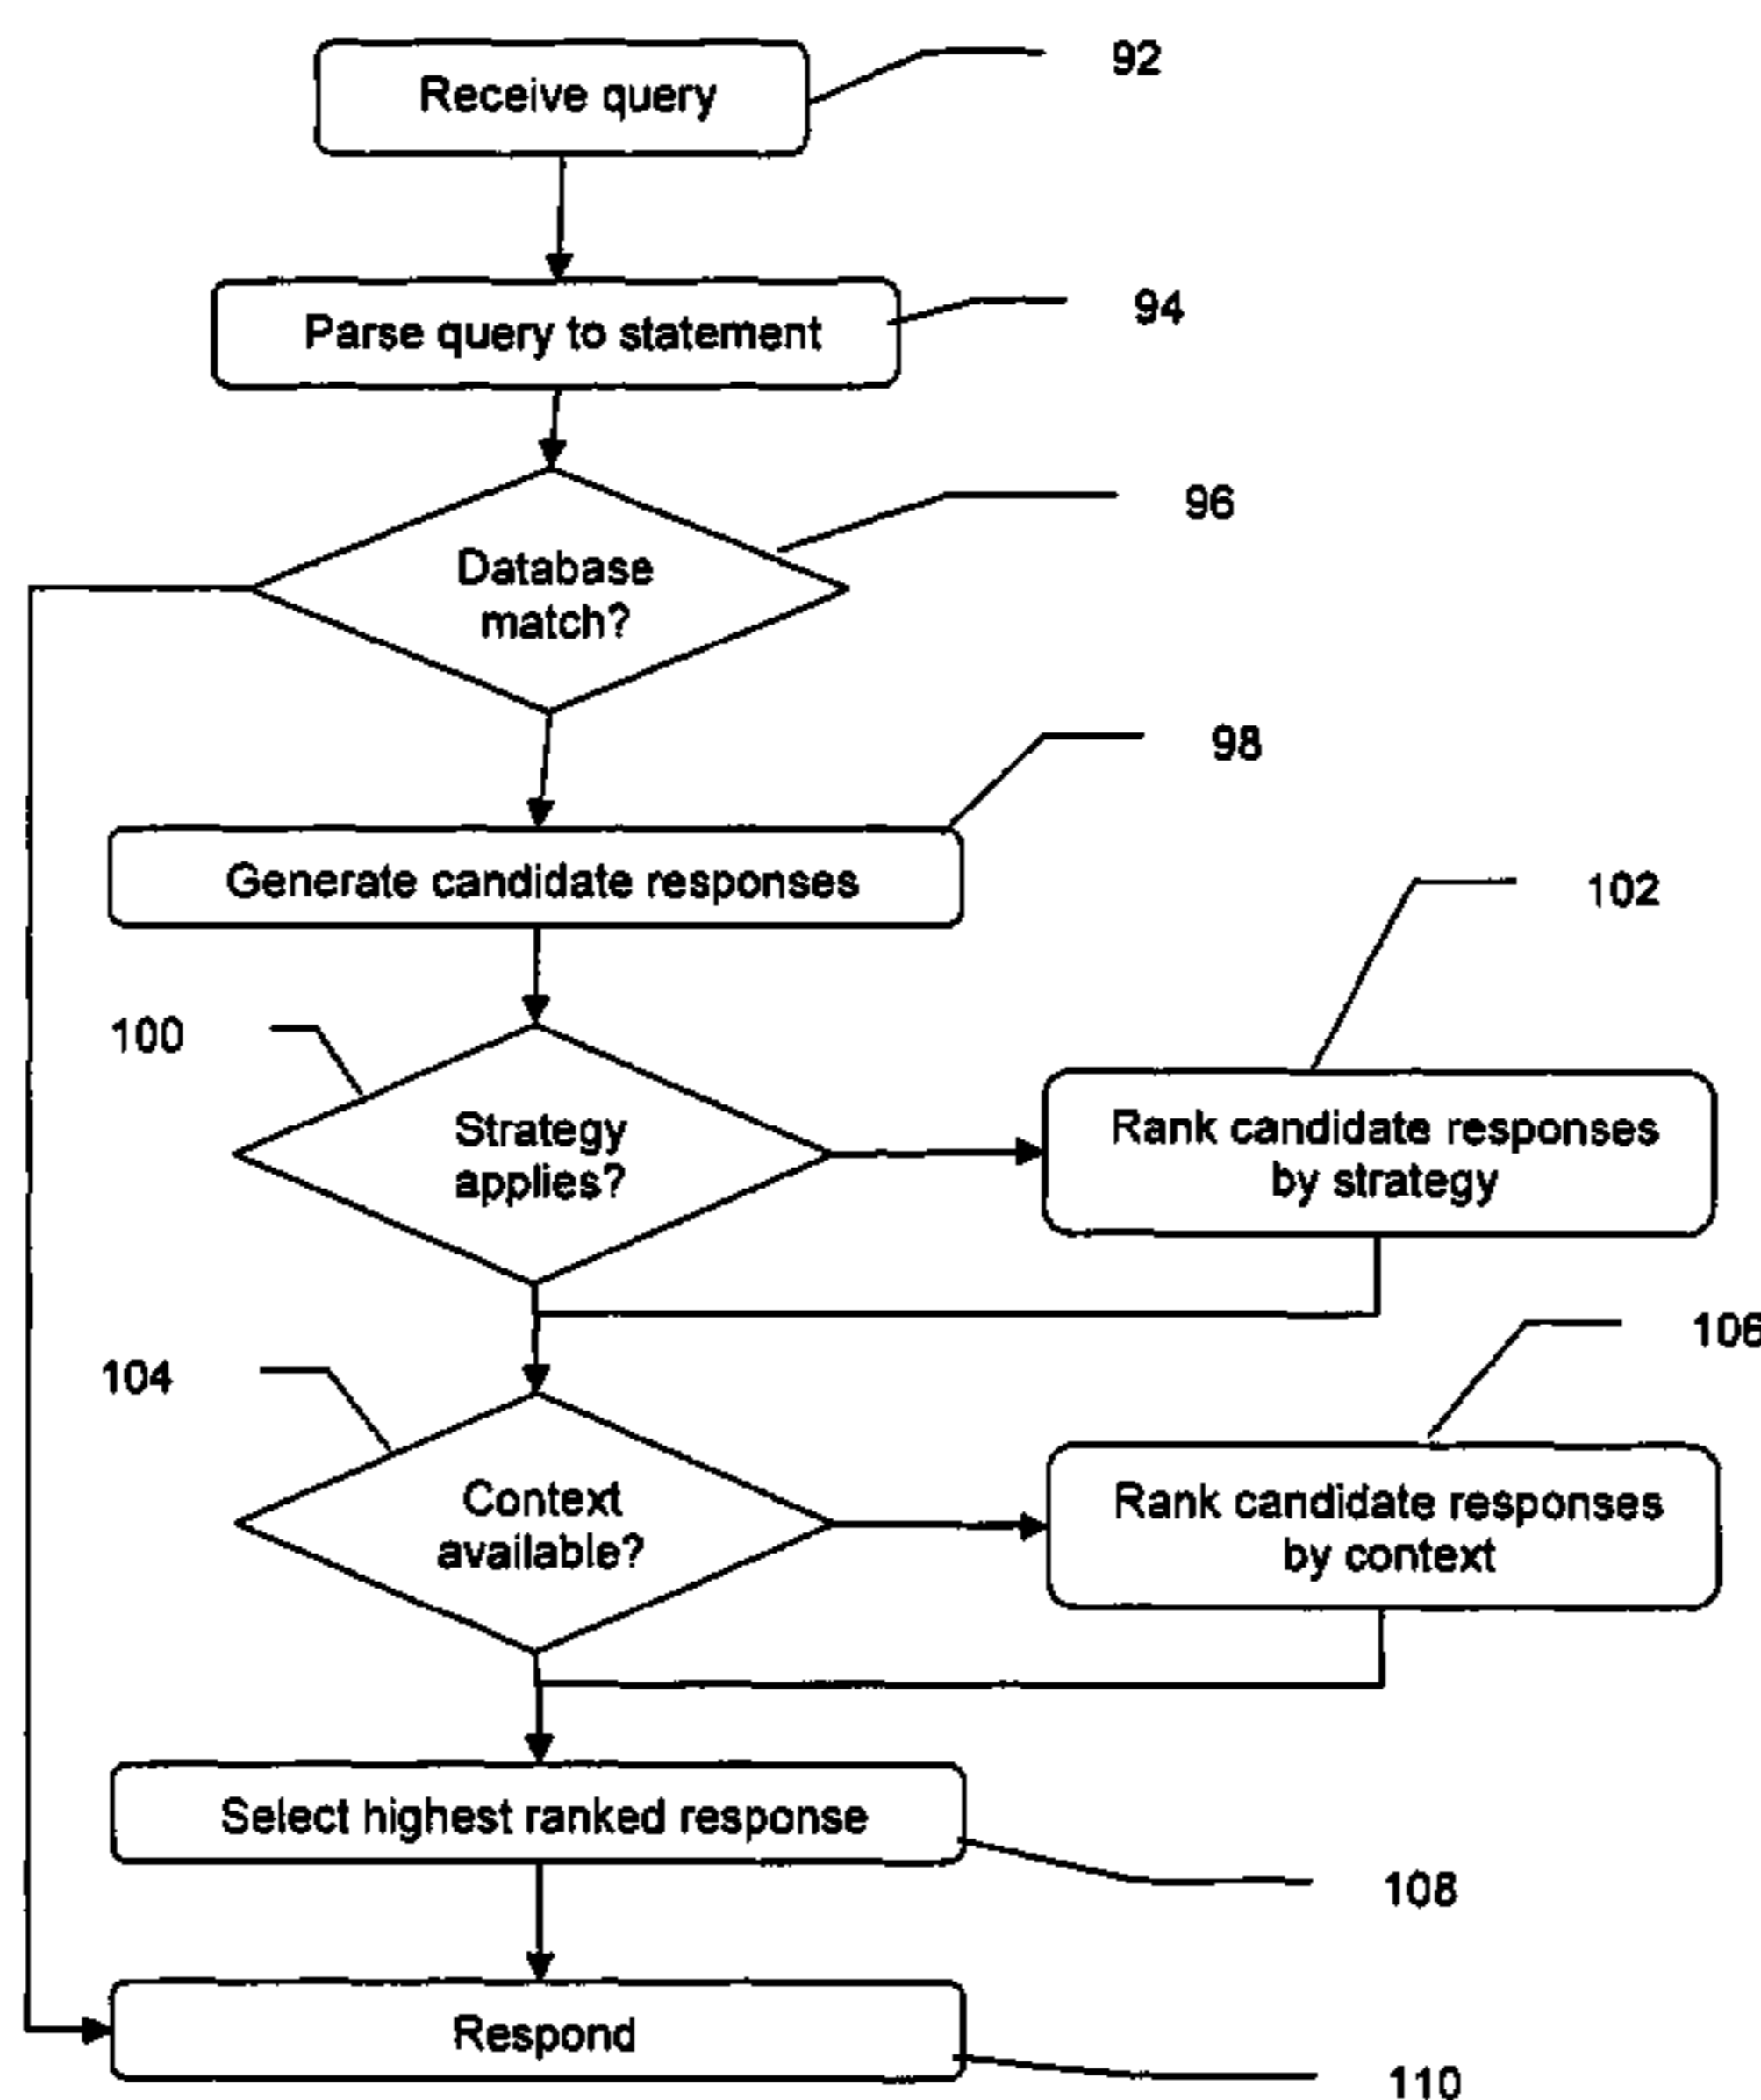 Receive query
92
Parse query to statement
94
96
Database
match?
98
Generate candidate responses
102
100
Strategy
applies?
Rank candidate responses
by strategy
106
104
Context
available?
Rank candidate responses
by context
Select highest ranked response
108
Respond
110